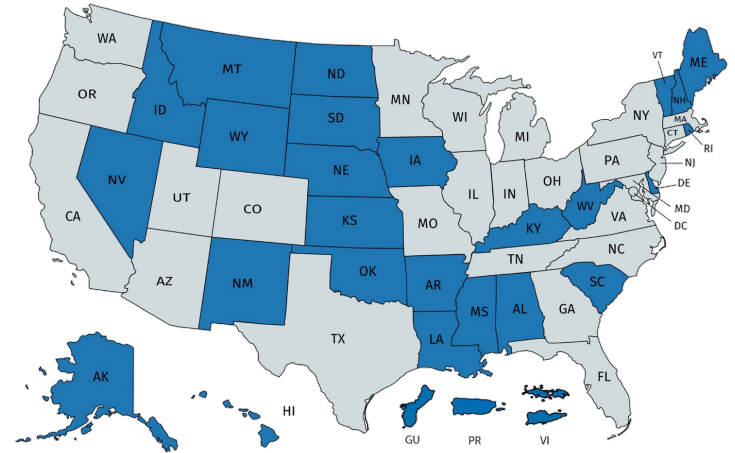 WA
OR
CA
ID
NV
MT
WY
UT
AZ
CO
NM
ND
SD
NE
KS
OK
TX
MN
IA
MO
AR
LA
WI
IL
MI
IN
OH
KY
TN
MS
AL
GA
FL
SC
NC
VA
WV
PA
NY
VT
NH
ME
MA
CT
RI
NJ
DE
MD
DC
AK
HI
GU
PR
VI